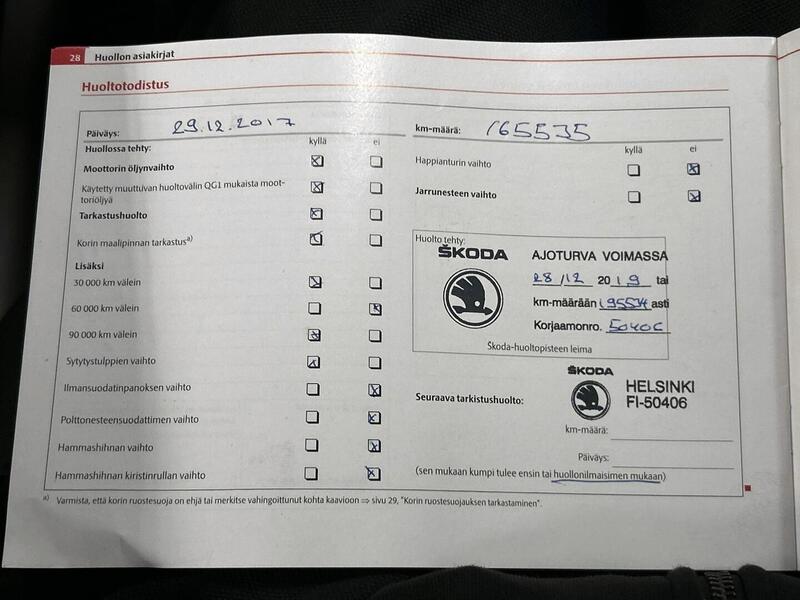 28 Huollon asiakirjat
Huoltotodistus
Päiväys: 29.12.2017
Huollossa tehty: kyllä ei
Moottorin öljynvaihto
Käytetty muuttuvan huoltovälin QG1 mukaista moot-
toriöljyä
Tarkastushuolto
Korin maalipinnan tarkastus a)
Lisäksi
30 000 km välein
60 000 km välein
90 000 km välein
Sytytystulppien vaihto
Ilmansuodatinpanoksen vaihto
Polttonesteensuodattimen vaihto
Hammashihnan vaihto
Hammashihnan kiristinrullan vaihto
km-määrä: 165535
kyllä ei
Happianturin vaihto
Jarrunesteen vaihto
Huolto tehty:
ŠKODA AJOTURVA VOIMASSA
28/12 2019 tai
km-määrään 195534 asti
Korjaamonro. 50406
Škoda-huoltopisteen leima
Seuraava tarkistushuolto:
ŠKODA
HELSINKI
FI-50406
km-määrä:
Päiväys:
(sen mukaan kumpi tulee ensin tai huollonilmaisimen mukaan)
a) Varmista, että korin ruostesuoja on ehjä tai merkitse vahingoittunut kohta kaavioon ⇒ sivu 29, "Korin ruostesuojauksen tarkastaminen".